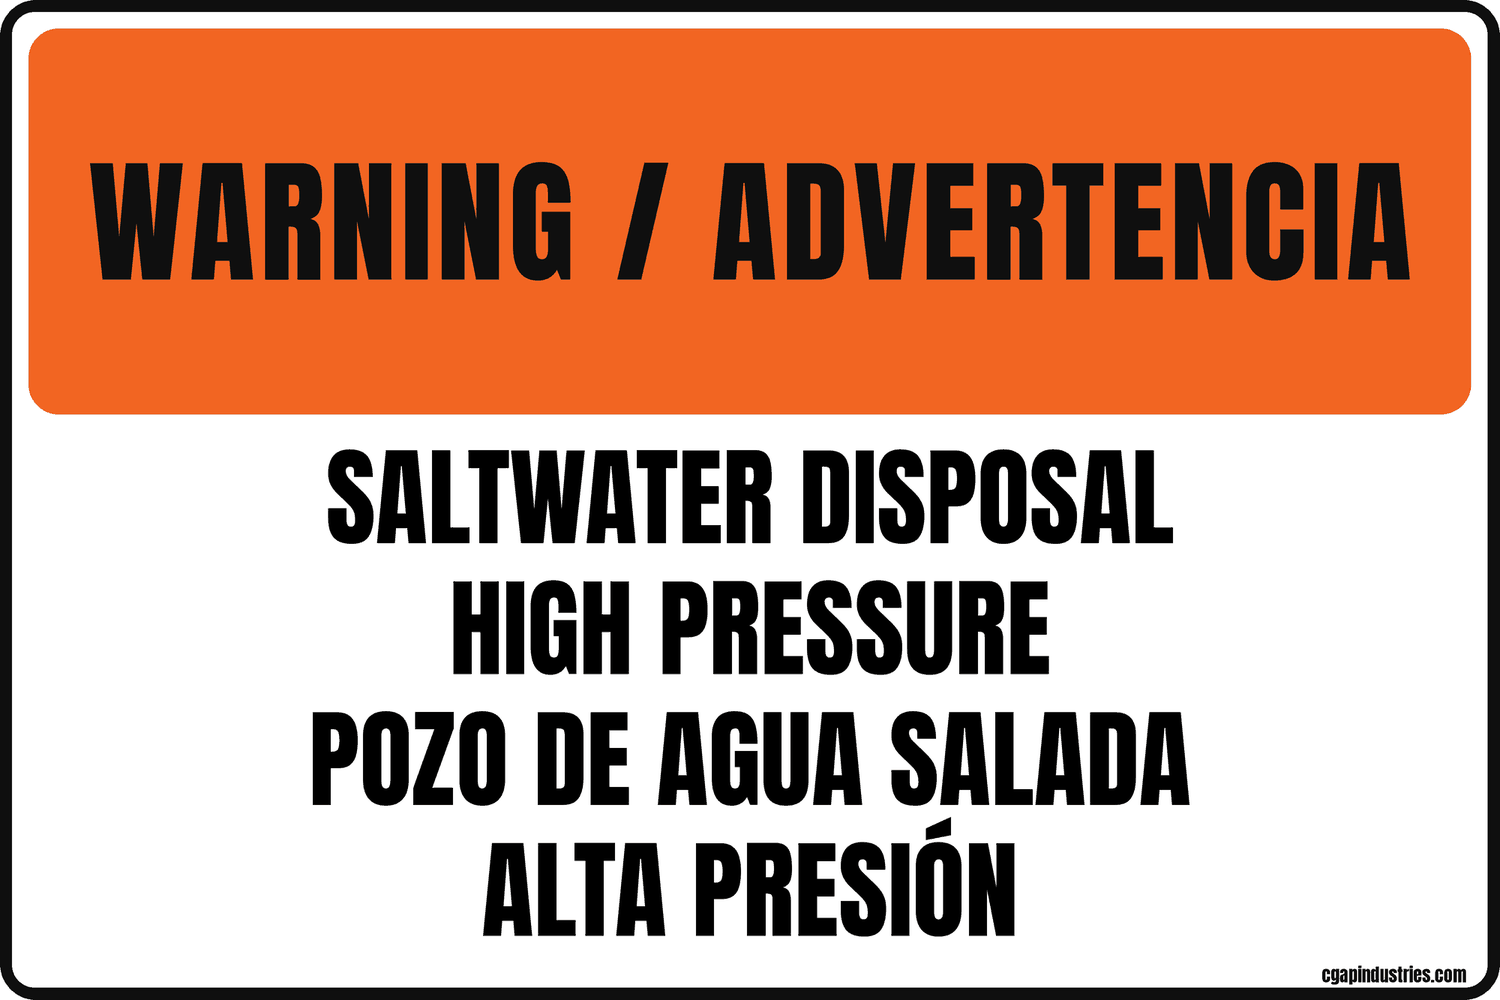 WARNING / ADVERTENCIA
SALTWATER DISPOSAL
HIGH PRESSURE
POZO DE AGUA SALADA
ALTA PRESIÓN
cgapindustries.com